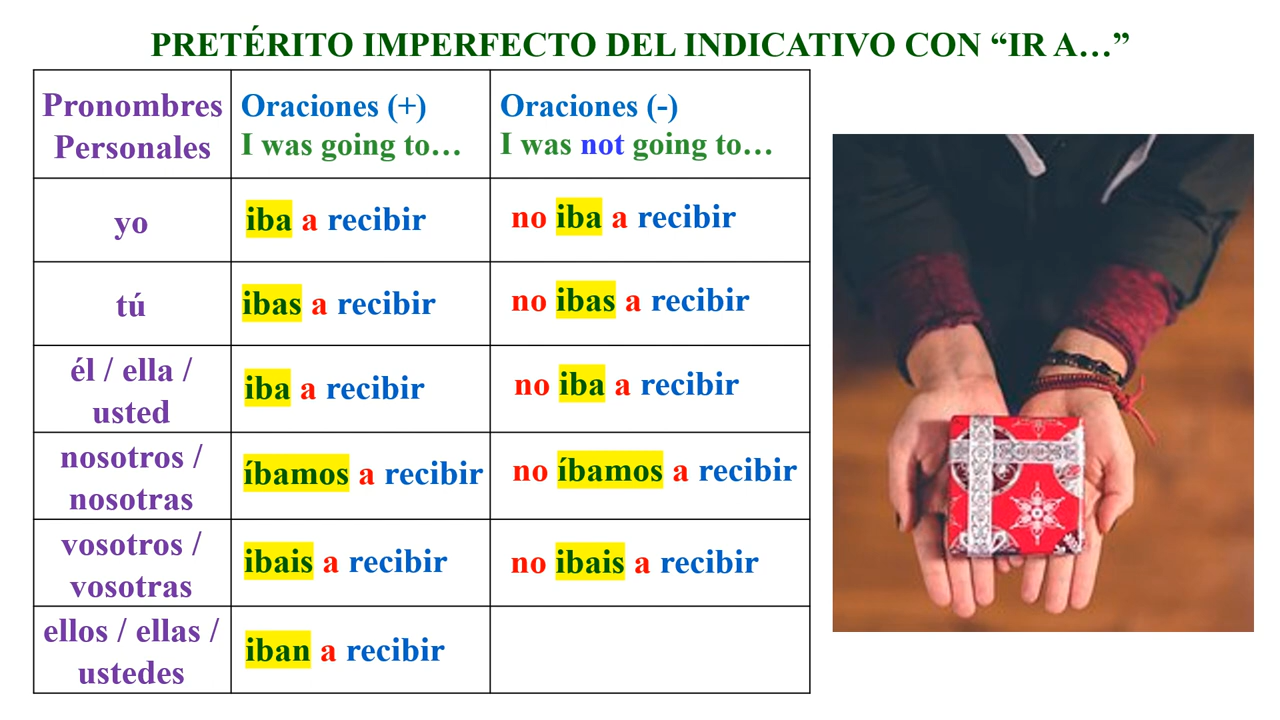 PRETÉRITO IMPERFECTO DEL INDICATIVO CON “IR A…”
Pronombres
Personales
Oraciones (+)
I was going to…
Oraciones (-)
I was not going to…
yo
iba a recibir
no iba a recibir
tú
ibas a recibir
no ibas a recibir
él / ella /
usted
iba a recibir
no iba a recibir
nosotros /
nosotras
íbamos a recibir
no íbamos a recibir
vosotros /
vosotras
ibais a recibir
no ibais a recibir
ellos / ellas /
ustedes
iban a recibir